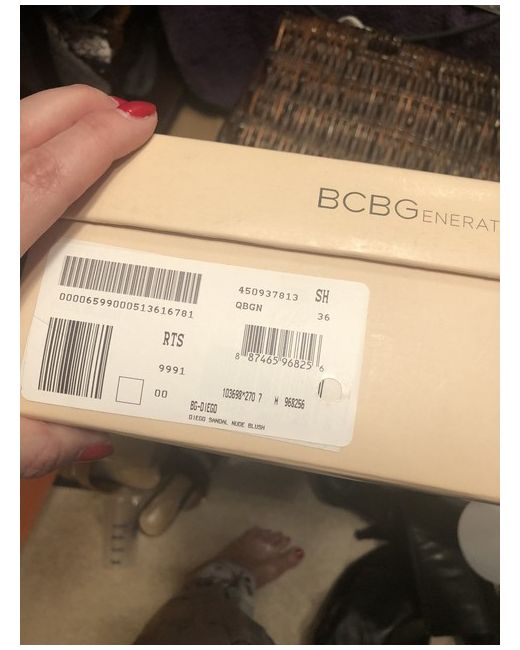 BCBGENERAT
450937813 SH
QBGN 36
00006599000513616781
RTS
8 87465 96825 6
9991
00
103698*270 7 M 968256
BG-DIEGO
DIEGO SANDAL NUDE BLUSH